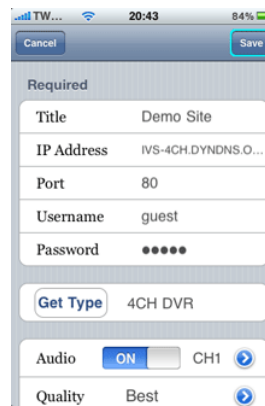 TW... 20:43 84%
Cancel Save
Required
Title Demo Site
IP Address IVS-4CH.DYNDNS.O...
Port 80
Username guest
Password ●●●●●
Get Type 4CH DVR
Audio ON CH1
Quality Best